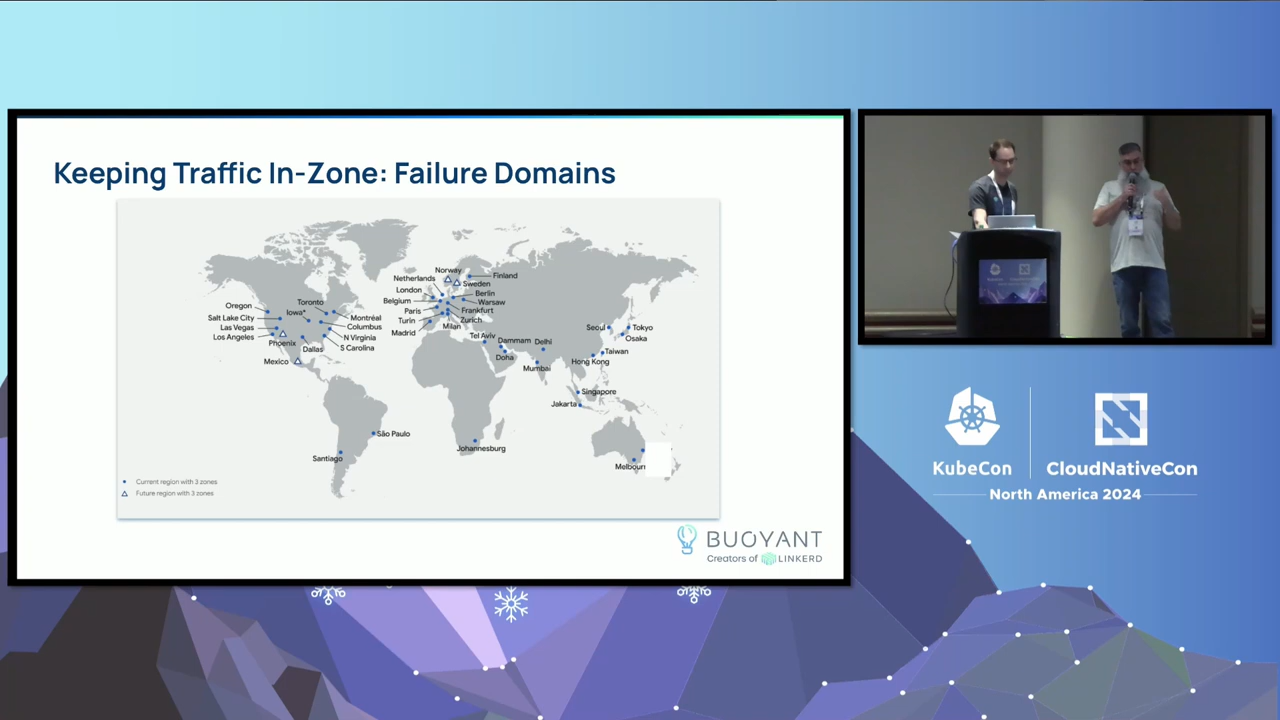 Keeping Traffic In-Zone: Failure Domains
Norway
Netherlands
Finland
Sweden
London
Berlin
Belgium
Warsaw
Paris
Frankfurt
Turin
Zurich
Milan
Madrid
Oregon
Toronto
Iowa*
Salt Lake City
Montréal
Las Vegas
Columbus
Los Angeles
N Virginia
Phoenix
S Carolina
Dallas
Mexico
Tel Aviv
Dammam
Delhi
Doha
Mumbai
Seoul
Tokyo
Osaka
Taiwan
Hong Kong
Singapore
Jakarta
São Paulo
Santiago
Johannesburg
Melbour
Current region with 3 zones
Future region with 3 zones
BUOYANT
Creators of LINKERD
KubeCon
CloudNativeCon
North America 2024